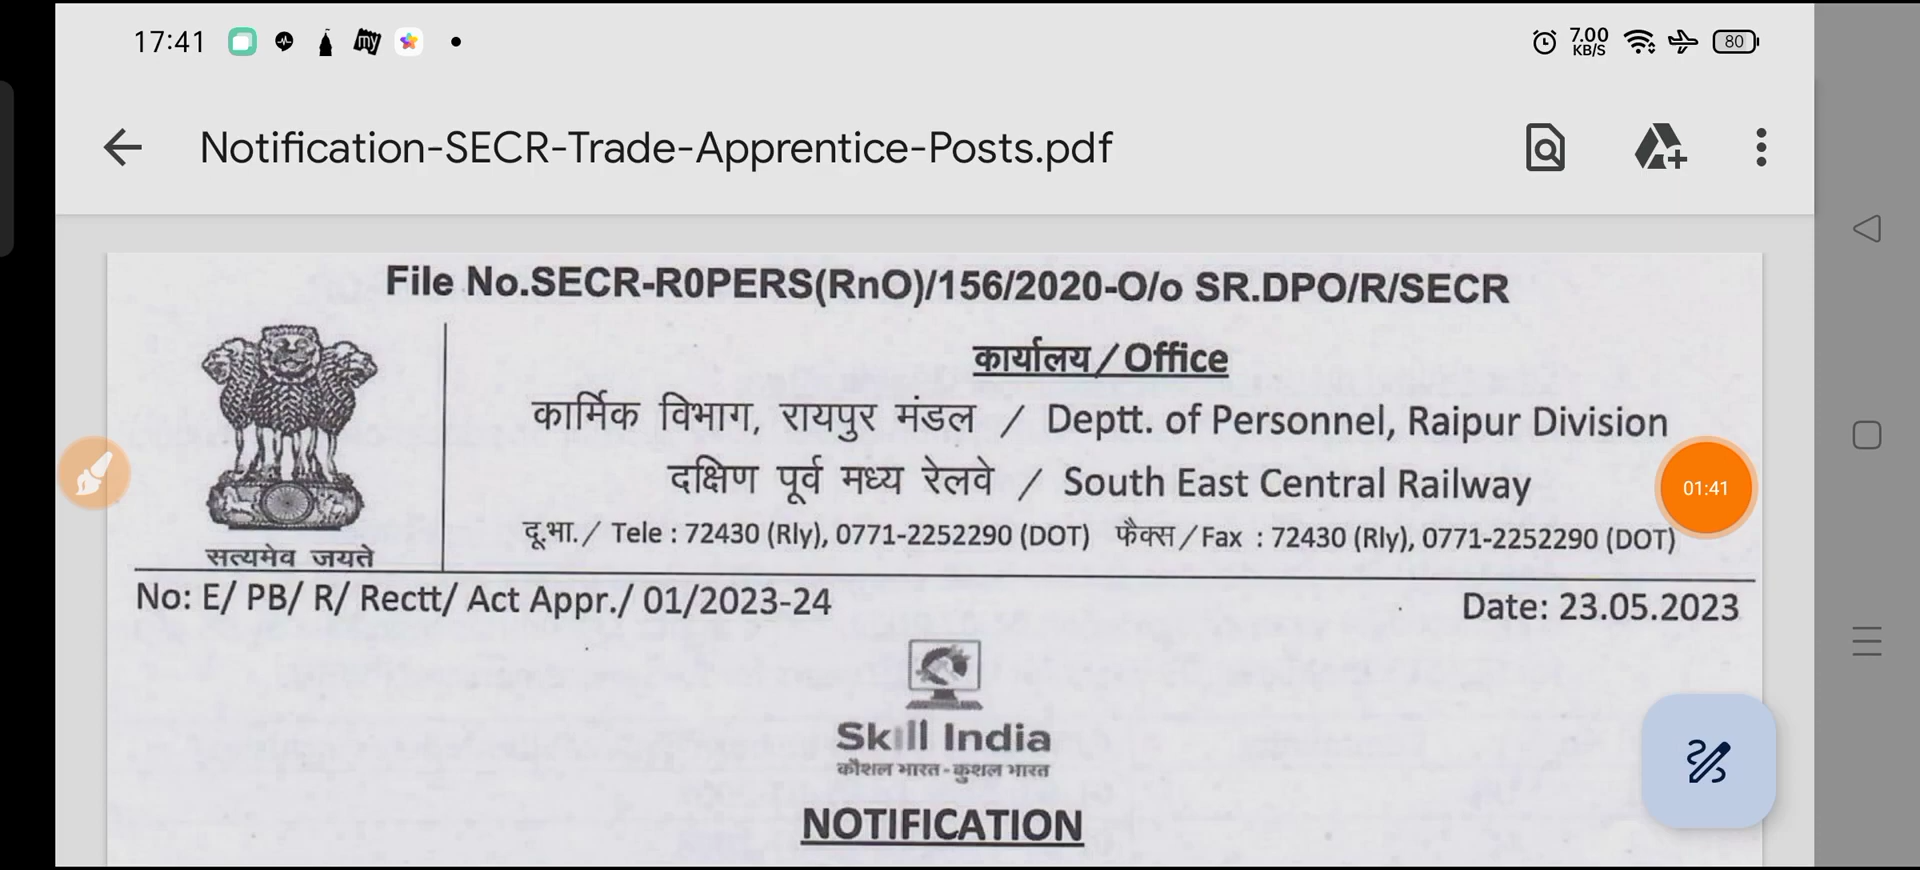 17:41
my
7.00
KB/S
80
Notification-SECR-Trade-Apprentice-Posts.pdf
File No.SECR-R0PERS(RnO)/156/2020-O/o SR.DPO/R/SECR
कार्यालय / Office
कार्मिक विभाग, रायपुर मंडल / Deptt. of Personnel, Raipur Division
दक्षिण पूर्व मध्य रेलवे / South East Central Railway
01:41
दू.भा. / Tele : 72430 (Rly), 0771-2252290 (DOT) फैक्स / Fax : 72430 (Rly), 0771-2252290 (DOT)
सत्यमेव जयते
No: E/ PB/ R/ Rectt/ Act Appr./ 01/2023-24
Date: 23.05.2023
Skill India
कौशल भारत - कुशल भारत
NOTIFICATION